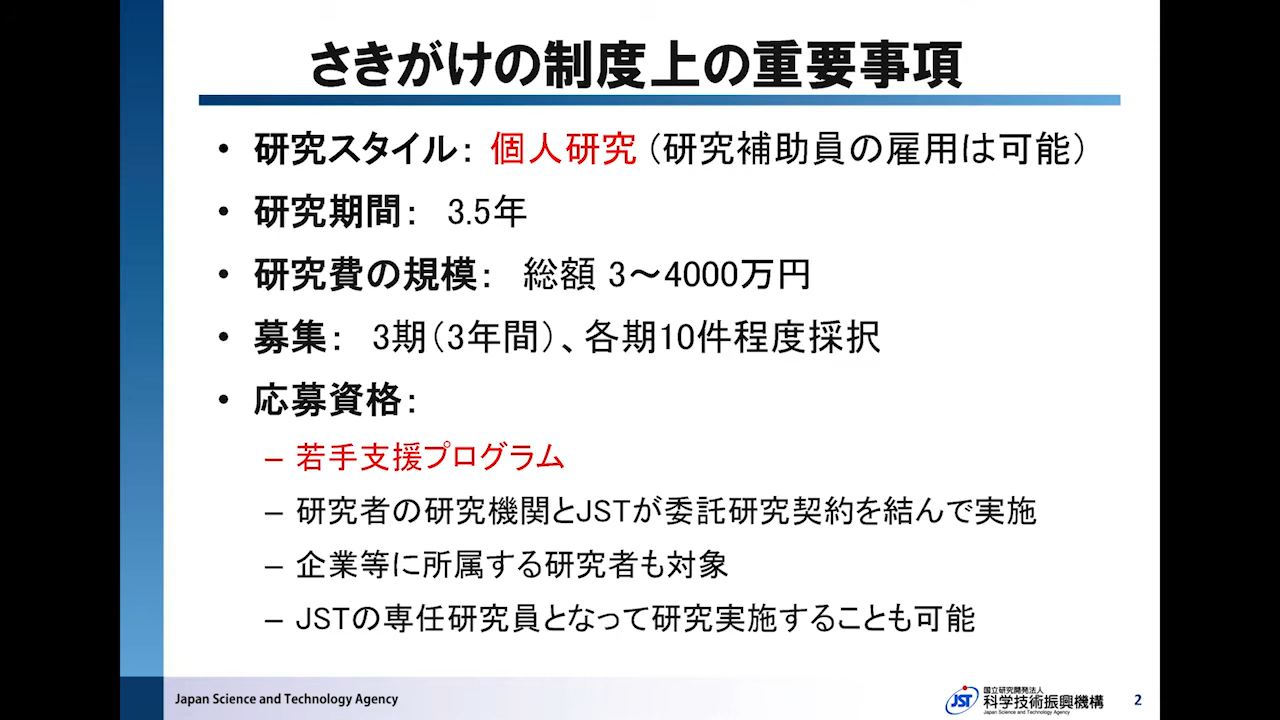 さきがけの制度上の重要事項
• 研究スタイル： 個人研究（研究補助員の雇用は可能）
• 研究期間： 3.5年
• 研究費の規模： 総額 3～4000万円
• 募集： 3期（3年間）、各期10件程度採択
• 応募資格：
– 若手支援プログラム
– 研究者の研究機関とJSTが委託研究契約を結んで実施
– 企業等に所属する研究者も対象
– JSTの専任研究員となって研究実施することも可能
Japan Science and Technology Agency
JST
国立研究開発法人
科学技術振興機構
Japan Science and Technology Agency
2